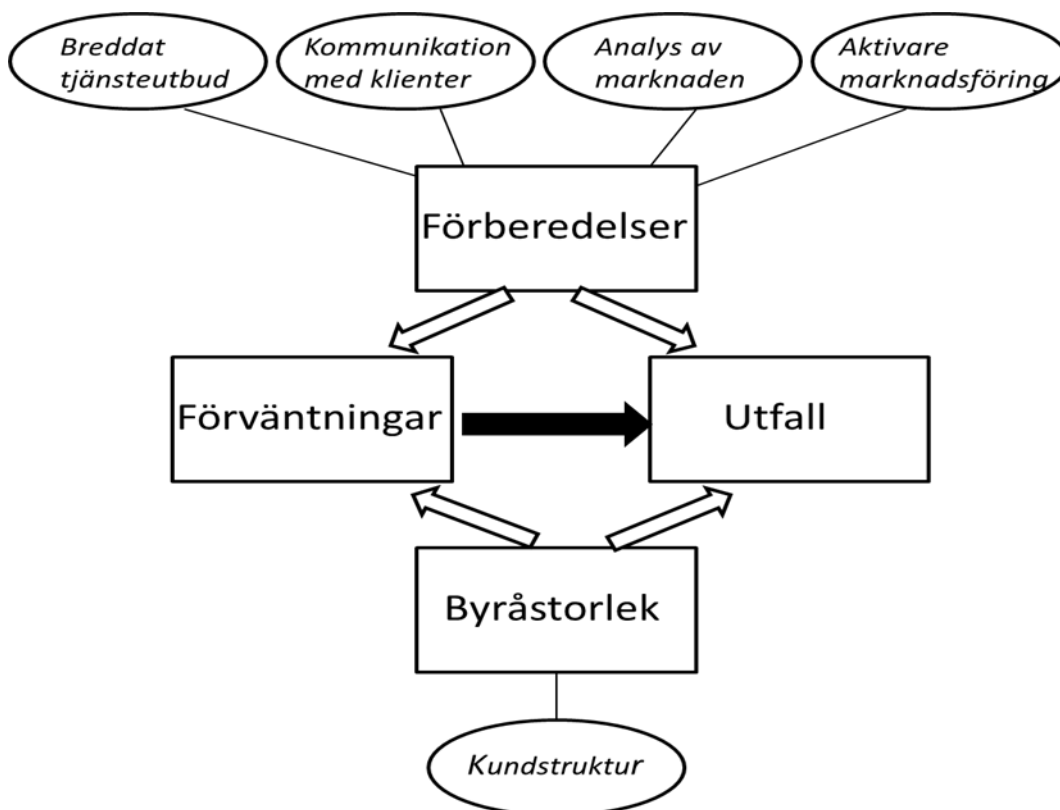 Breddat
tjänsteutbud
Kommunikation
med klienter
Analys av
marknaden
Aktivare
marknadsföring
Förberedelser
Förväntningar
Utfall
Byråstorlek
Kundstruktur